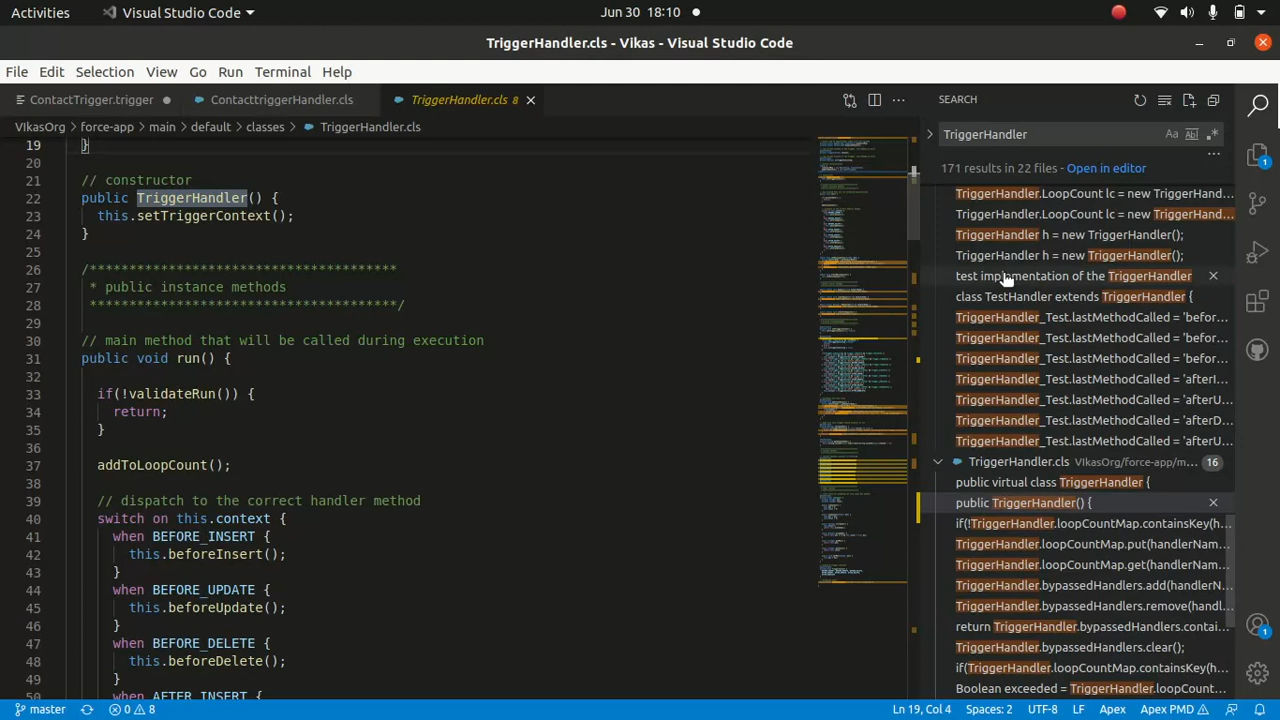 Activities
Visual Studio Code
Jun 30 18:10
TriggerHandler.cls - Vikas - Visual Studio Code
File Edit Selection View Go Run Terminal Help
ContactTrigger.trigger
ContacttriggerHandler.cls
TriggerHandler.cls 8
VIkasOrg > force-app > main > default > classes > TriggerHandler.cls
19 }
20
21 // constructor
22 public TriggerHandler() {
23 this.setTriggerContext();
24 }
25
26 /***************************************
27 * public instance methods
28 ***************************************/
29
30 // main method that will be called during execution
31 public void run() {
32
33 if(!validateRun()) {
34 return;
35 }
36
37 addToLoopCount();
38
39 // dispatch to the correct handler method
40 switch on this.context {
41 when BEFORE_INSERT {
42 this.beforeInsert();
43 }
44 when BEFORE_UPDATE {
45 this.beforeUpdate();
46 }
47 when BEFORE_DELETE {
48 this.beforeDelete();
49 }
50 when AFTER_INSERT {
SEARCH
TriggerHandler
Aa ab .*
171 results in 22 files - Open in editor
TriggerHandler.LoopCount lc = new TriggerHand...
TriggerHandler.LoopCount lc = new TriggerHand...
TriggerHandler h = new TriggerHandler();
TriggerHandler h = new TriggerHandler();
test implementation of the TriggerHandler
class TestHandler extends TriggerHandler {
TriggerHandler_Test.lastMethodCalled = 'befor...
TriggerHandler_Test.lastMethodCalled = 'befor...
TriggerHandler_Test.lastMethodCalled = 'befor...
TriggerHandler_Test.lastMethodCalled = 'afterI...
TriggerHandler_Test.lastMethodCalled = 'afterU...
TriggerHandler_Test.lastMethodCalled = 'afterD...
TriggerHandler_Test.lastMethodCalled = 'afterU...
TriggerHandler.cls VIkasOrg/force-app/m... 16
public virtual class TriggerHandler {
public TriggerHandler() {
if(!TriggerHandler.loopCountMap.containsKey(h...
TriggerHandler.loopCountMap.put(handlerNam...
TriggerHandler.loopCountMap.get(handlerNam...
TriggerHandler.bypassedHandlers.add(handlerN...
TriggerHandler.bypassedHandlers.remove(handl...
return TriggerHandler.bypassedHandlers.contai...
TriggerHandler.bypassedHandlers.clear();
if(TriggerHandler.loopCountMap.containsKey(h...
Boolean exceeded = TriggerHandler.loopCount...
1
1
master
0 8
Ln 19, Col 4
Spaces: 2
UTF-8
LF
Apex
Apex PMD